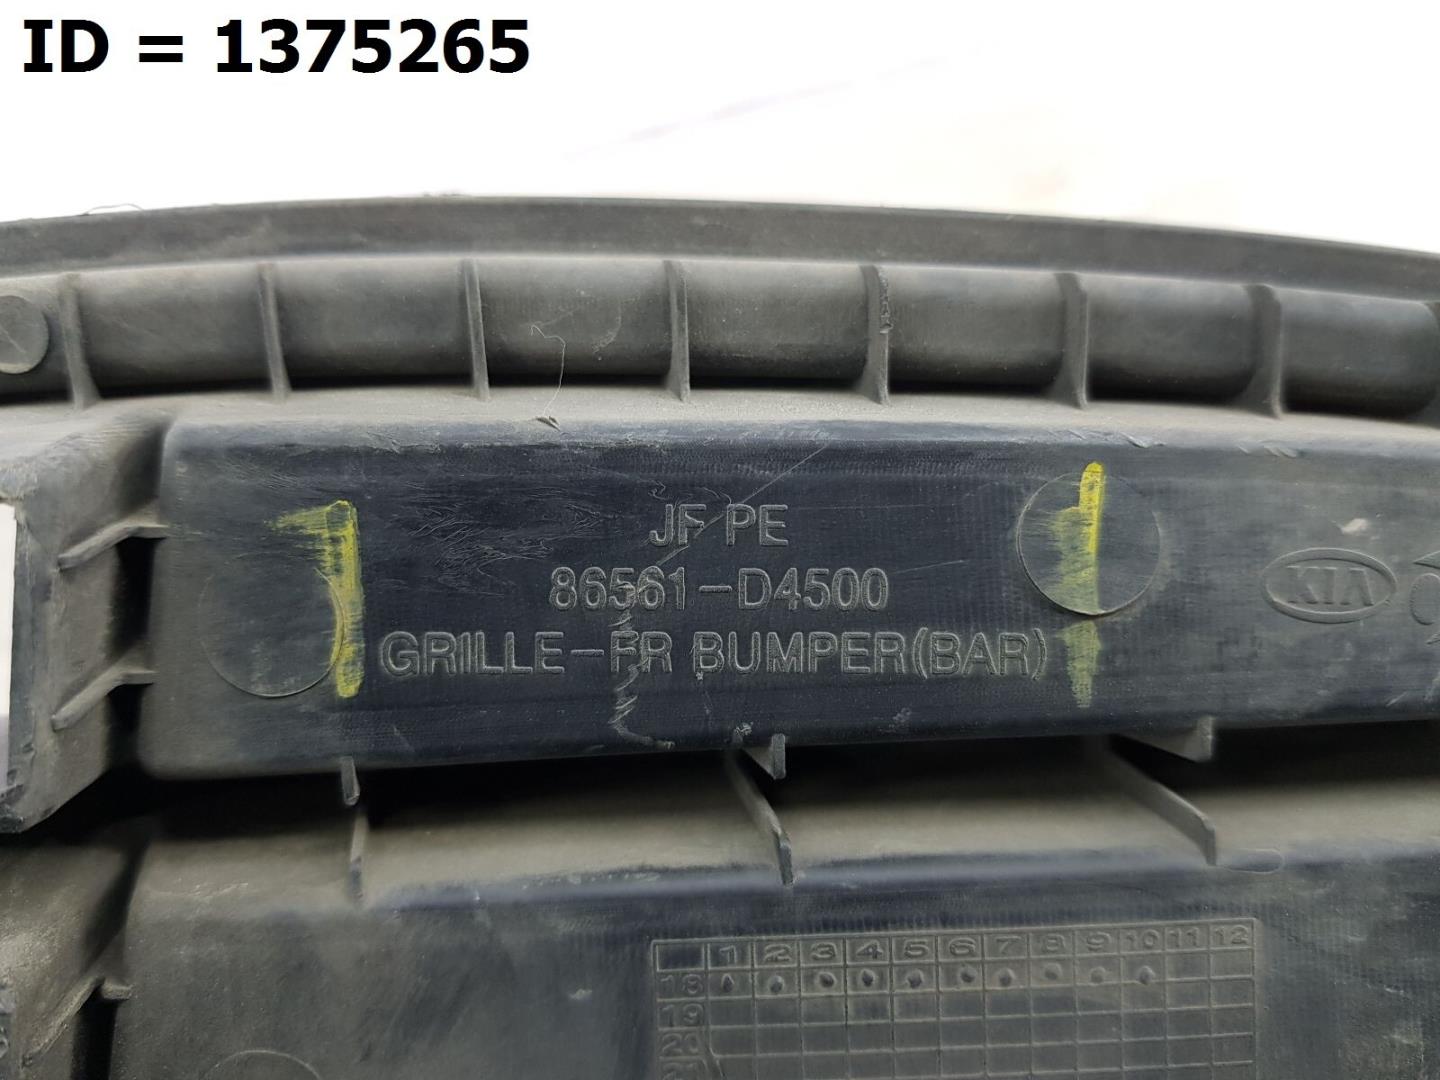 ID = 1375265
JF PE
86561-D4500
GRILLE-FR BUMPER(BAR)
KIA
1 2 3 4 5 6 7 8 9 10 11 12
18
19
20